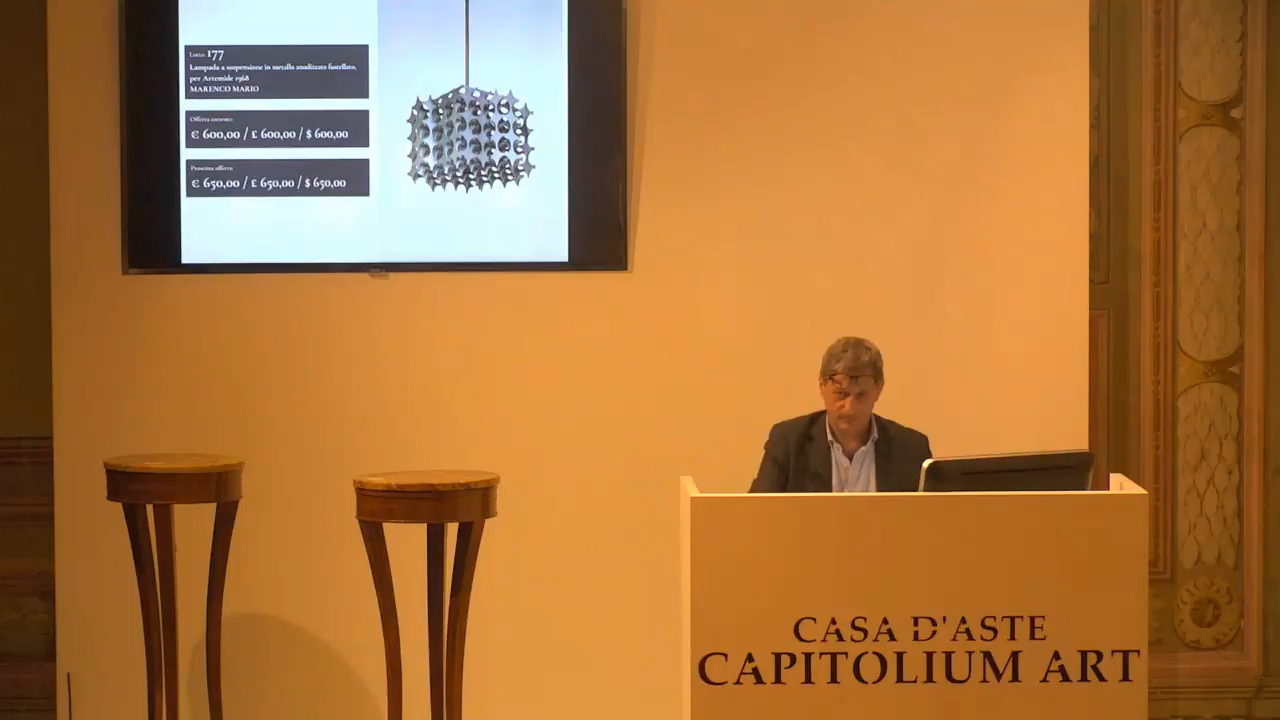 Lotto: 177
Lampada a sospensione in metallo anodizzato fustellato,
per Artemide 1968
MARENCO MARIO
Offerta corrente:
€ 600,00 / £ 600,00 / $ 600,00
Prossima offerta:
€ 650,00 / £ 650,00 / $ 650,00
CASA D'ASTE
CAPITOLIUM ART